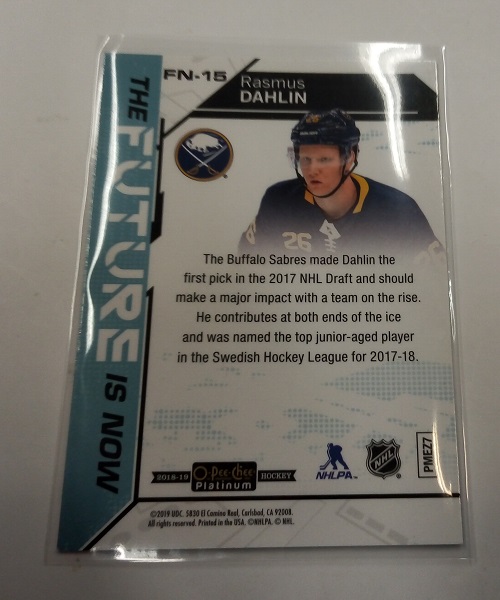 THE FUTURE IS NOW
FN-15
Rasmus
DAHLIN
26
The Buffalo Sabres made Dahlin the
first pick in the 2017 NHL Draft and should
make a major impact with a team on the rise.
He contributes at both ends of the ice
and was named the top junior-aged player
in the Swedish Hockey League for 2017-18.
2018-19 O-Pee-Chee HOCKEY
Platinum
NHLPA
NHL
PMEZ7
©2019 UDC. 5830 El Camino Real, Carlsbad, CA 92008.
All rights reserved. Printed in the USA. ©NHLPA. © NHL.